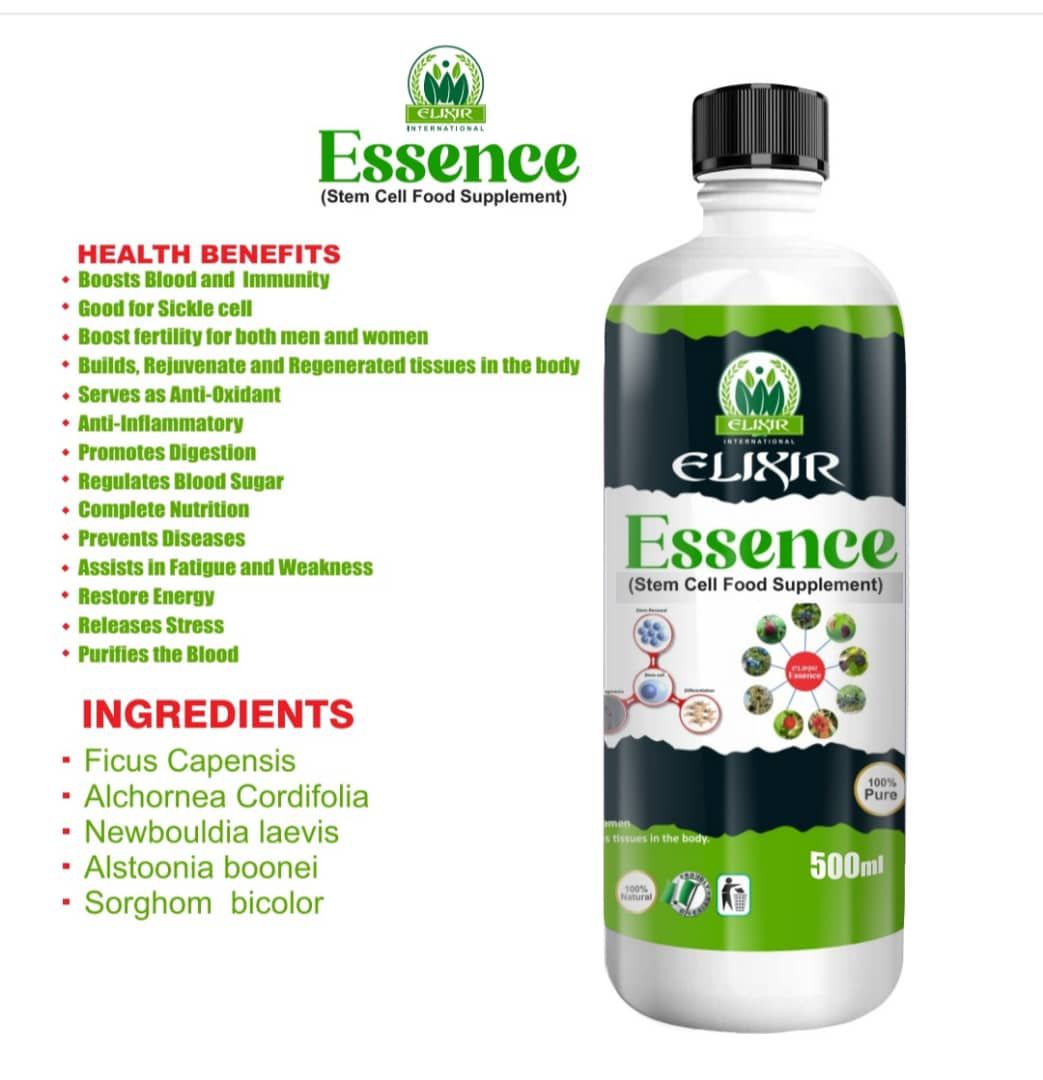 ELIXIR
INTERNATIONAL
Essence
(Stem Cell Food Supplement)
HEALTH BENEFITS
• Boosts Blood and Immunity
• Good for Sickle cell
• Boost fertility for both men and women
• Builds, Rejuvenate and Regenerated tissues in the body
• Serves as Anti-Oxidant
• Anti-Inflammatory
• Promotes Digestion
• Regulates Blood Sugar
• Complete Nutrition
• Prevents Diseases
• Assists in Fatigue and Weakness
• Restore Energy
• Releases Stress
• Purifies the Blood
INGREDIENTS
▪ Ficus Capensis
▪ Alchornea Cordifolia
▪ Newbouldia laevis
▪ Alstoonia boonei
▪ Sorghom bicolor
ELIXIR
INTERNATIONAL
ELIXIR
Essence
(Stem Cell Food Supplement)
Stem cell
Differentiation
ELIXIR
Essence
100%
Pure
omen
s tissues in the body.
500ml
100%
Natural